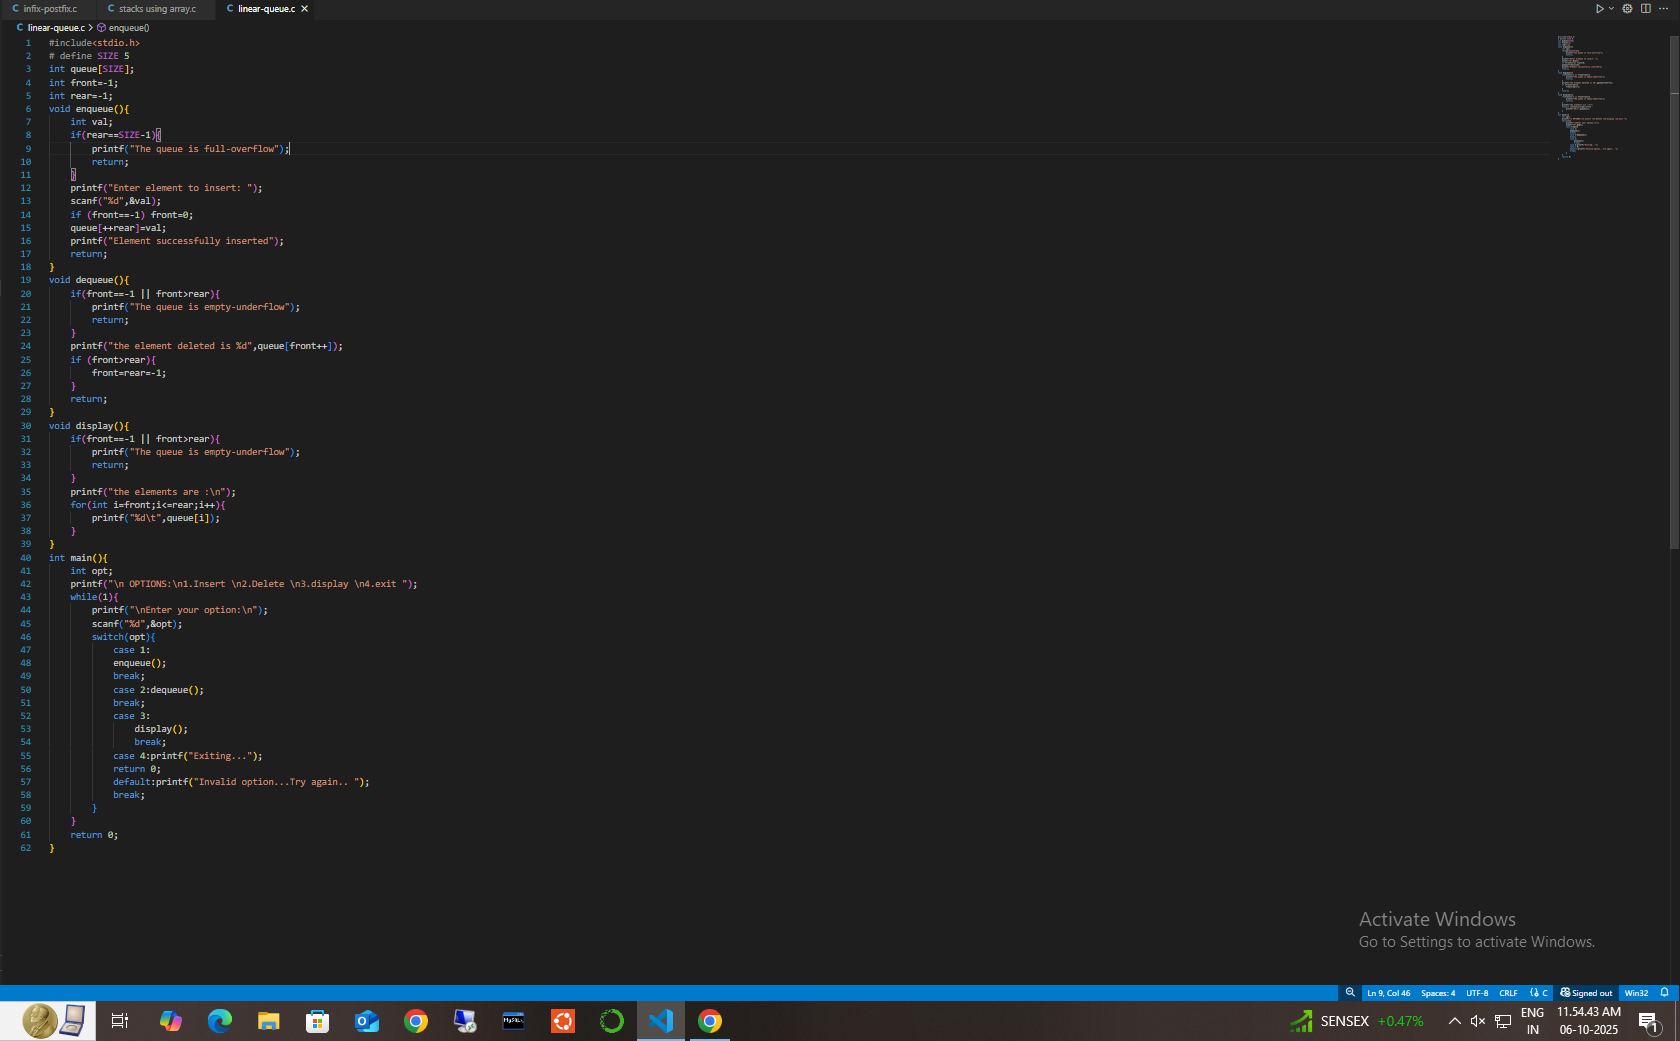 infix-postfix.c stacks using array.c linear-queue.c
linear-queue.c > enqueue()
1 #include<stdio.h>
2 # define SIZE 5
3 int queue[SIZE];
4 int front=-1;
5 int rear=-1;
6 void enqueue(){
7 int val;
8 if(rear==SIZE-1){
9 printf("The queue is full-overflow");
10 return;
11 }
12 printf("Enter element to insert: ");
13 scanf("%d",&val);
14 if (front==-1) front=0;
15 queue[++rear]=val;
16 printf("Element successfully inserted");
17 return;
18 }
19 void dequeue(){
20 if(front==-1 || front>rear){
21 printf("The queue is empty-underflow");
22 return;
23 }
24 printf("the element deleted is %d",queue[front++]);
25 if (front>rear){
26 front=rear=-1;
27 }
28 return;
29 }
30 void display(){
31 if(front==-1 || front>rear){
32 printf("The queue is empty-underflow");
33 return;
34 }
35 printf("the elements are :\n");
36 for(int i=front;i<=rear;i++){
37 printf("%d\t",queue[i]);
38 }
39 }
40 int main(){
41 int opt;
42 printf("\n OPTIONS:\n1.Insert \n2.Delete \n3.display \n4.exit ");
43 while(1){
44 printf("\nEnter your option:\n");
45 scanf("%d",&opt);
46 switch(opt){
47 case 1:
48 enqueue();
49 break;
50 case 2:dequeue();
51 break;
52 case 3:
53 display();
54 break;
55 case 4:printf("Exiting...");
56 return 0;
57 default:printf("Invalid option...Try again.. ");
58 break;
59 }
60 }
61 return 0;
62 }
Activate Windows
Go to Settings to activate Windows.
Ln 9, Col 46 Spaces: 4 UTF-8 CRLF {} C Signed out Win32
SENSEX +0.47% ENG IN 11.54.43 AM 06-10-2025 1